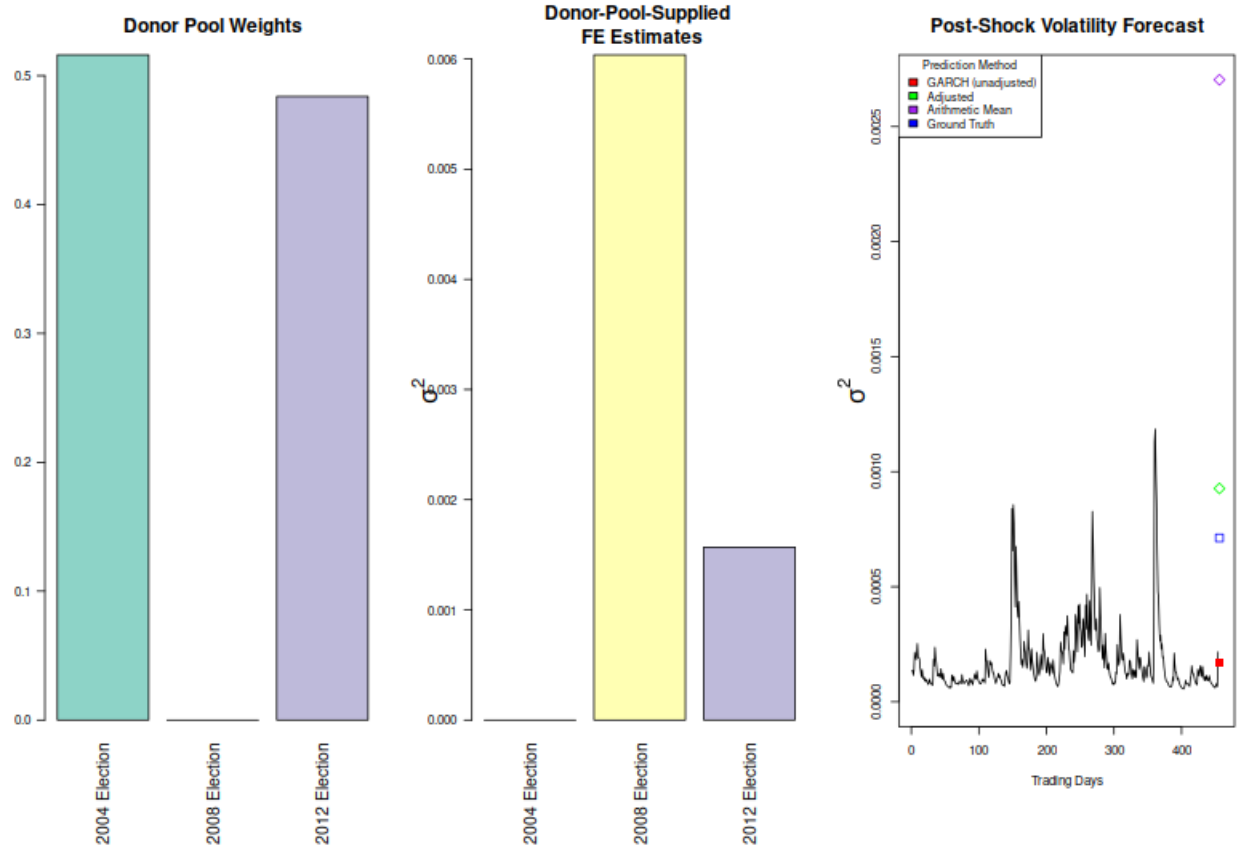 Donor Pool Weights
0.5
0.4
0.3
0.2
0.1
0.0
2004 Election
2008 Election
2012 Election
Donor-Pool-Supplied
FE Estimates
σ2
0.006
0.005
0.004
0.003
0.002
0.001
0.000
2004 Election
2008 Election
2012 Election
Post-Shock Volatility Forecast
Prediction Method
GARCH (unadjusted)
Adjusted
Arithmetic Mean
Ground Truth
σ2
0.0025
0.0020
0.0015
0.0010
0.0005
0.0000
0 100 200 300 400
Trading Days